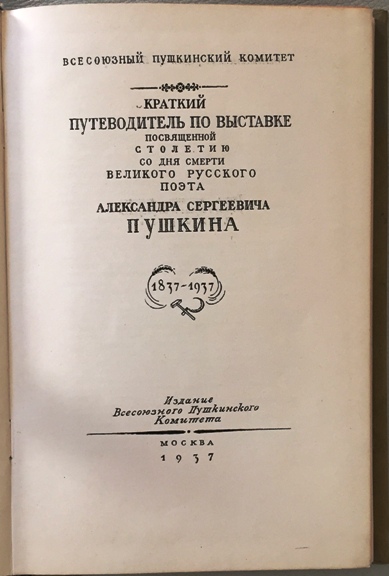 ВСЕСОЮЗНЫЙ ПУШКИНСКИЙ КОМИТЕТ
КРАТКИЙ
ПУТЕВОДИТЕЛЬ ПО ВЫСТАВКЕ
ПОСВЯЩЕННОЙ
СТОЛЕТИЮ
СО ДНЯ СМЕРТИ
ВЕЛИКОГО РУССКОГО
ПОЭТА
АЛЕКСАНДРА СЕРГЕЕВИЧА
ПУШКИНА
1837-1937
Издание
Всесоюзного Пушкинского
Комитета
МОСКВА
1937